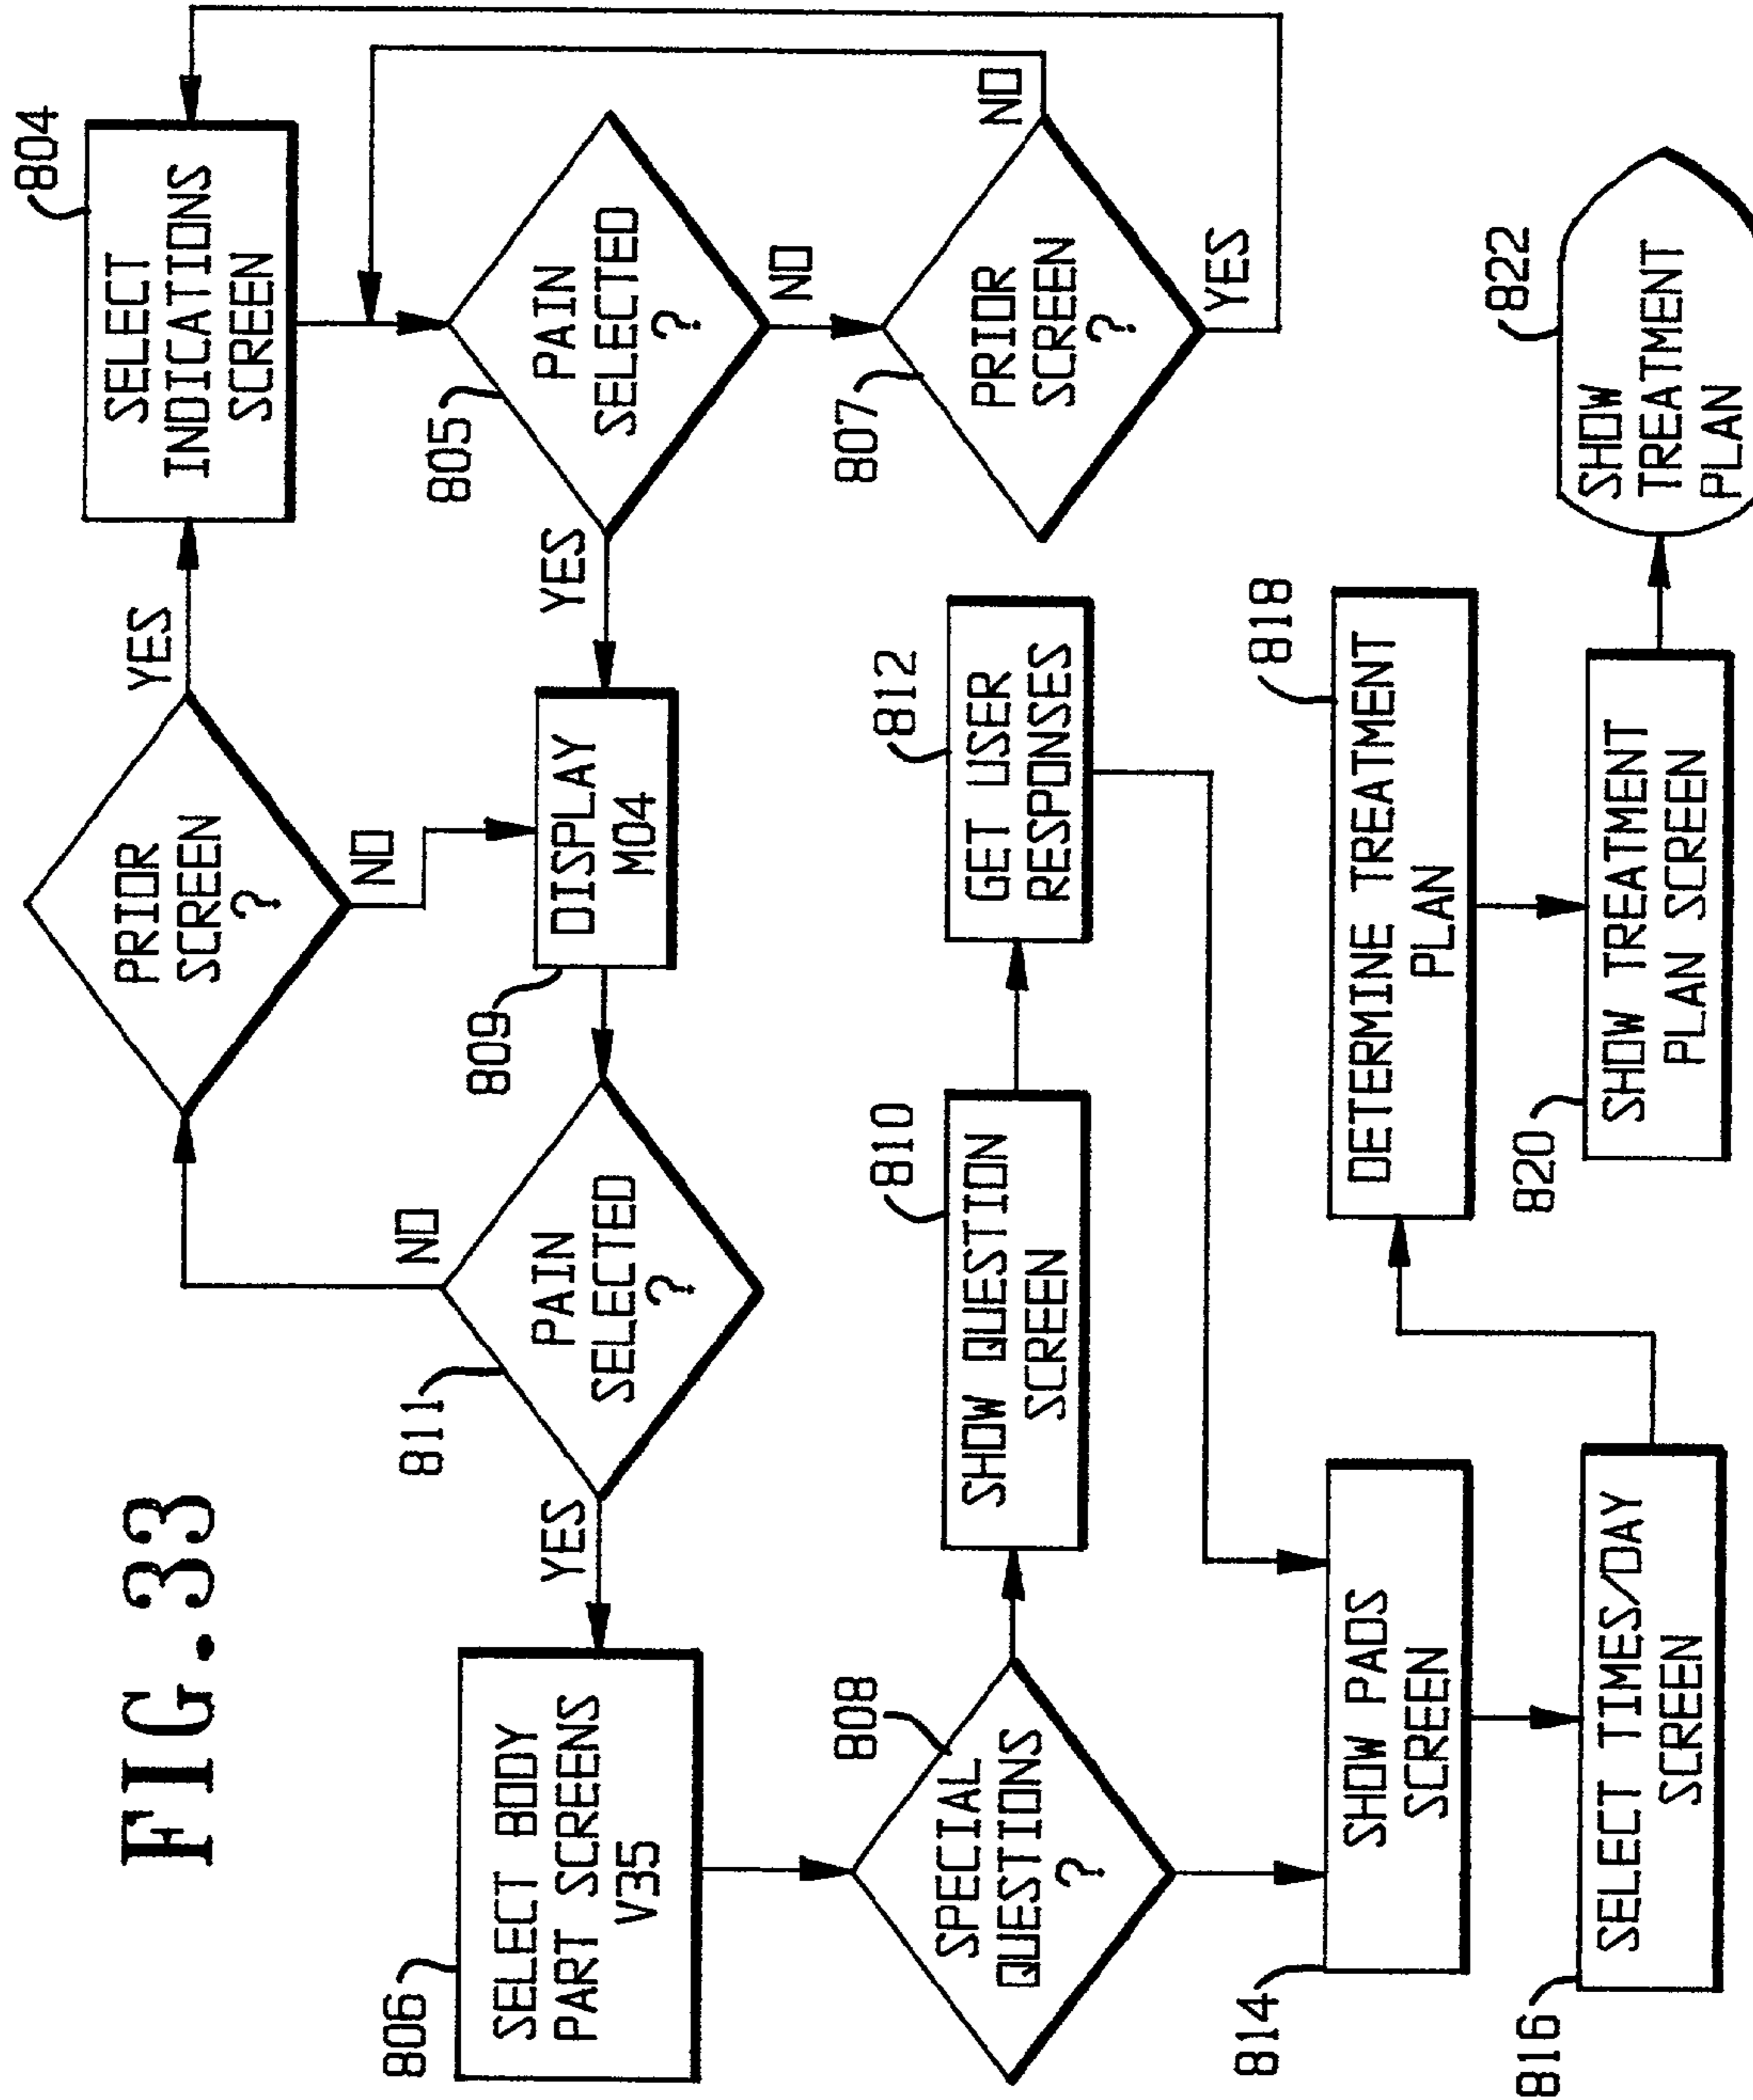 FIG.33
804
SELECT
INDICATIONS
SCREEN
YES
PRIOR
SCREEN
?
NO
805
PAIN
SELECTED
?
YES
NO
807
PRIOR
SCREEN
?
NO
YES
809
DISPLAY
M04
811
PAIN
SELECTED
?
NO
YES
806
SELECT BODY
PART SCREENS
V35
808
SPECIAL
QUESTIONS
?
810
SHOW QUESTION
SCREEN
812
GET USER
RESPONSES
814
SHOW PADS
SCREEN
816
SELECT TIMES/DAY
SCREEN
818
DETERMINE TREATMENT
PLAN
820
SHOW TREATMENT
PLAN SCREEN
822
SHOW
TREATMENT
PLAN